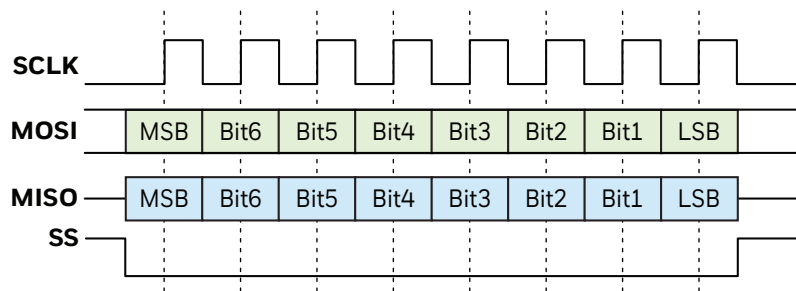 SCLK
MOSI MSB Bit6 Bit5 Bit4 Bit3 Bit2 Bit1 LSB
MISO MSB Bit6 Bit5 Bit4 Bit3 Bit2 Bit1 LSB
SS